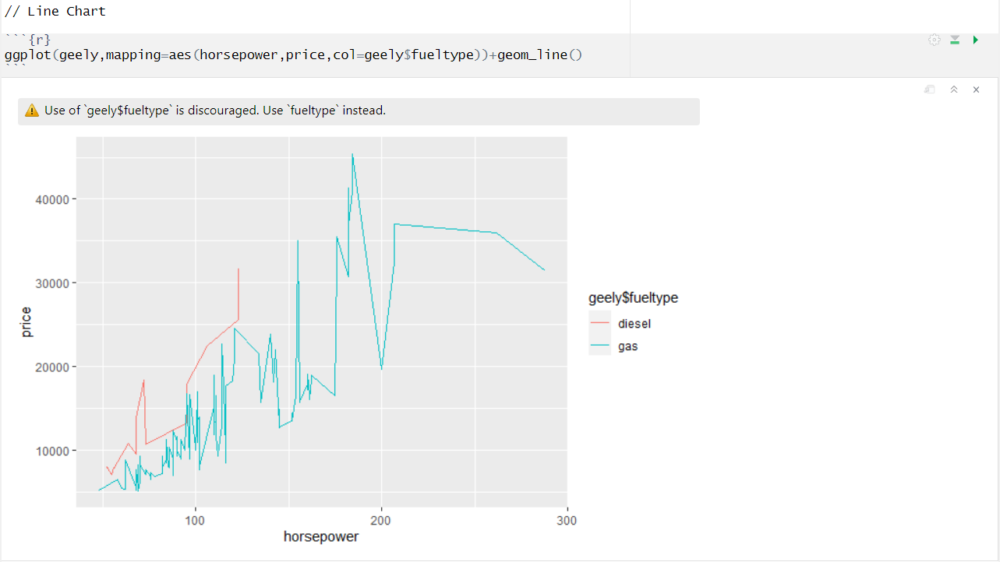 // Line Chart
```{r}
ggplot(geely,mapping=aes(horsepower,price,col=geely$fueltype))+geom_line()
```
Use of `geely$fueltype` is discouraged. Use `fueltype` instead.
40000
30000
20000
10000
price
100
200
300
horsepower
geely$fueltype
diesel
gas